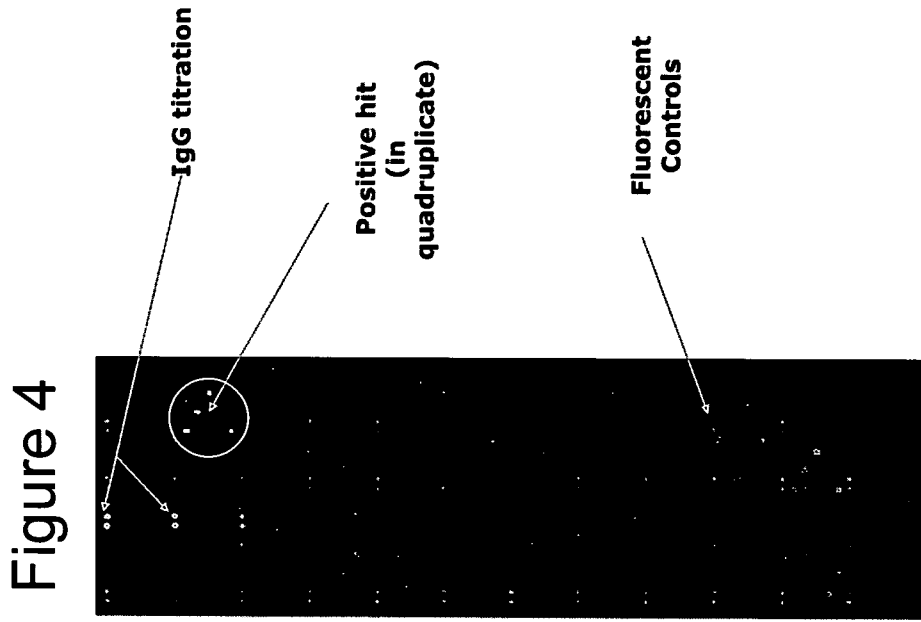 Figure 4
IgG titration
Positive hit
(in
quadruplicate)
Fluorescent
Controls